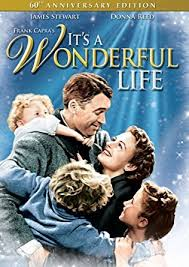 60TH ANNIVERSARY EDITION
JAMES STEWART DONNA REED
FRANK CAPRA'S
IT'S A
WONDERFUL
LIFE